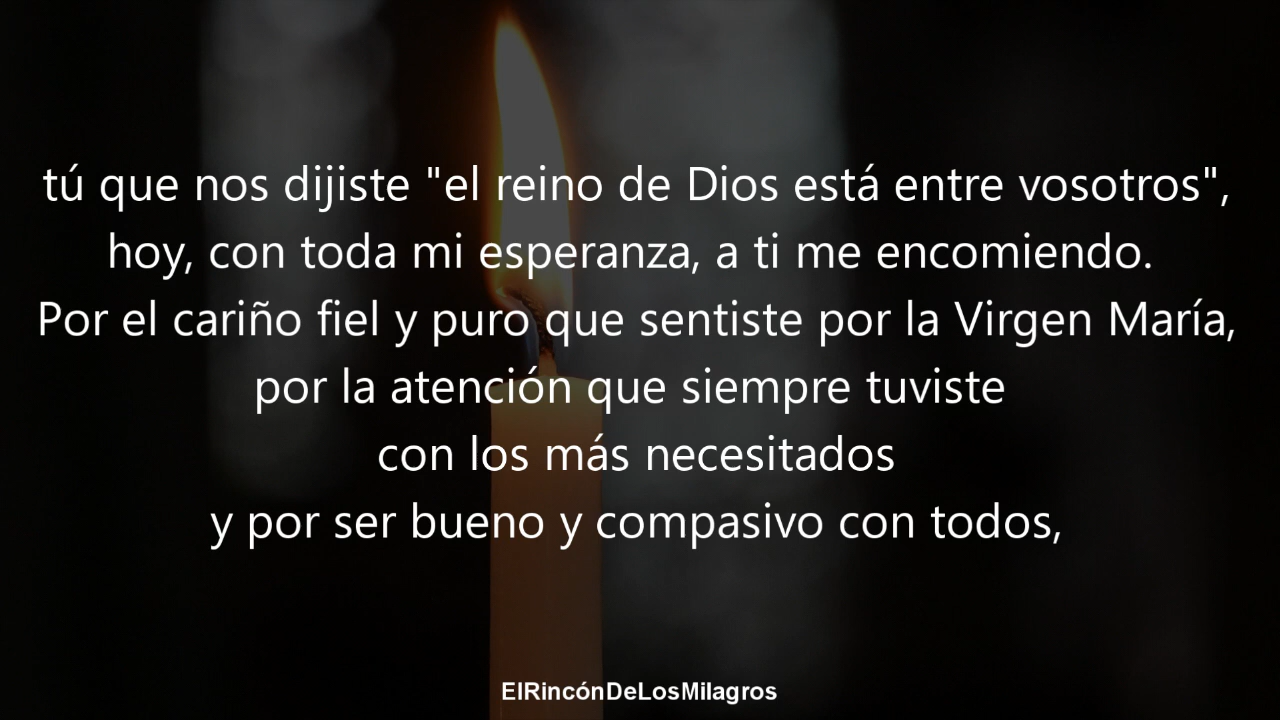 tú que nos dijiste "el reino de Dios está entre vosotros",
hoy, con toda mi esperanza, a ti me encomiendo.
Por el cariño fiel y puro que sentiste por la Virgen María,
por la atención que siempre tuviste
con los más necesitados
y por ser bueno y compasivo con todos,
ElRincónDeLosMilagros